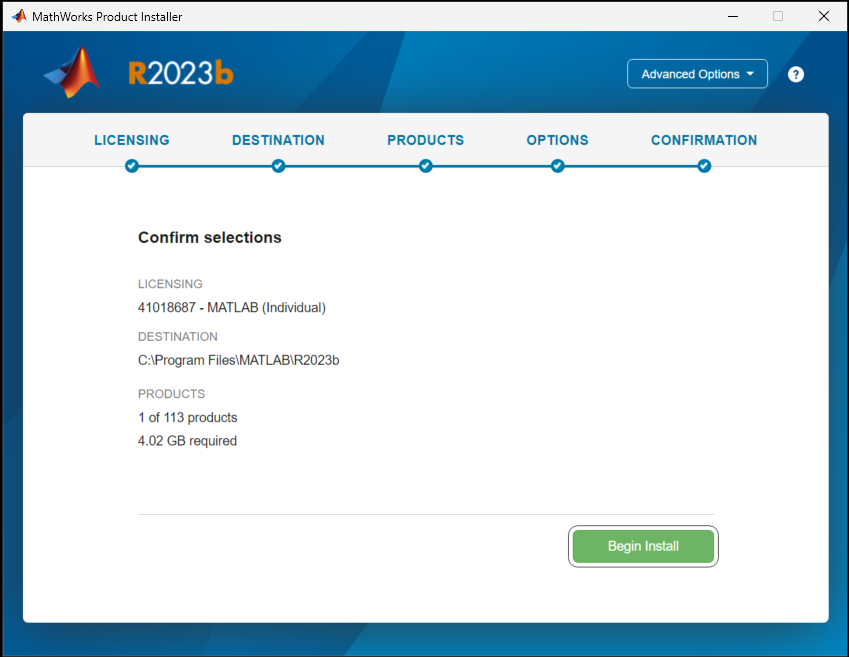 MathWorks Product Installer
R2023b
Advanced Options
?
LICENSING DESTINATION PRODUCTS OPTIONS CONFIRMATION
Confirm selections
LICENSING
41018687 - MATLAB (Individual)
DESTINATION
C:\Program Files\MATLAB\R2023b
PRODUCTS
1 of 113 products
4.02 GB required
Begin Install